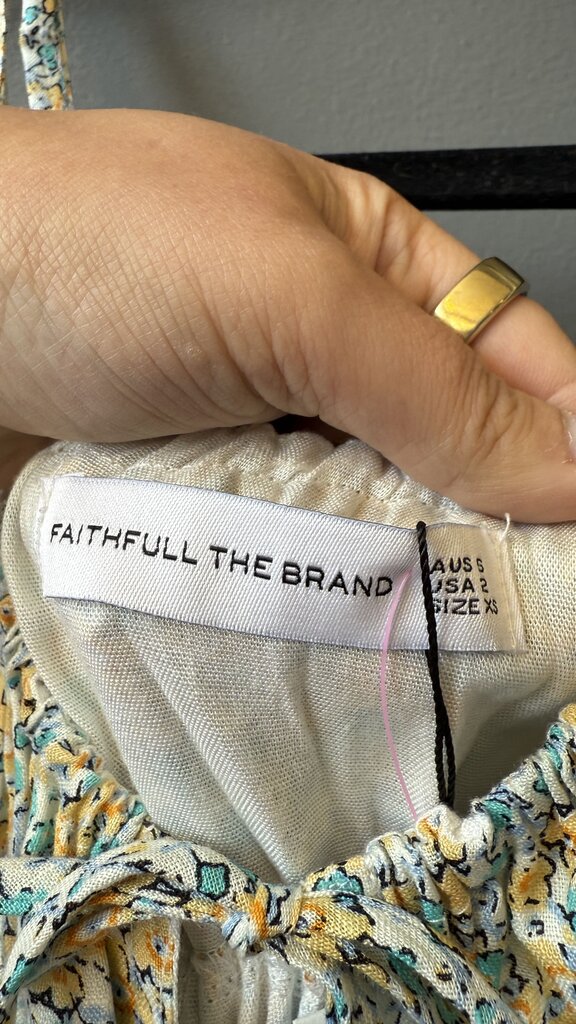 FAITHFULL THE BRAND
AUS 6
USA 2
SIZE XS